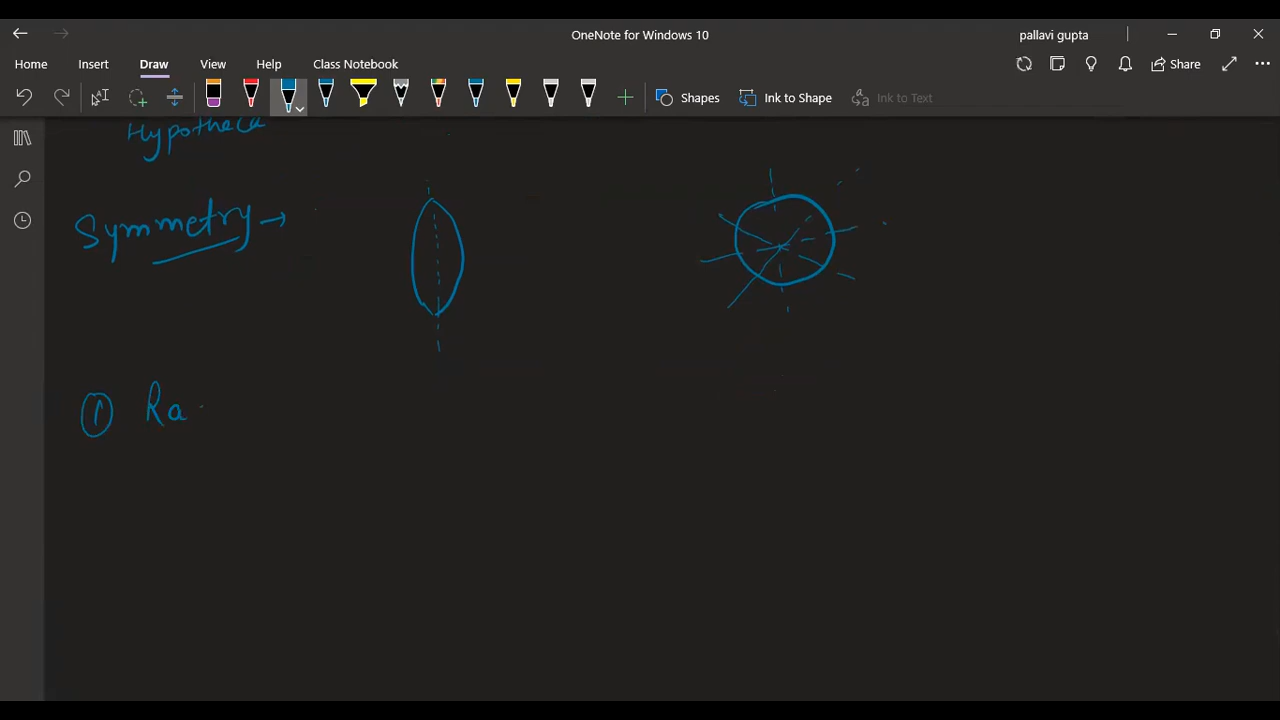 OneNote for Windows 10
pallavi gupta
Home Insert Draw View Help Class Notebook
Share
Shapes Ink to Shape Ink to Text
Hypotheca
Symmetry →
① Ra